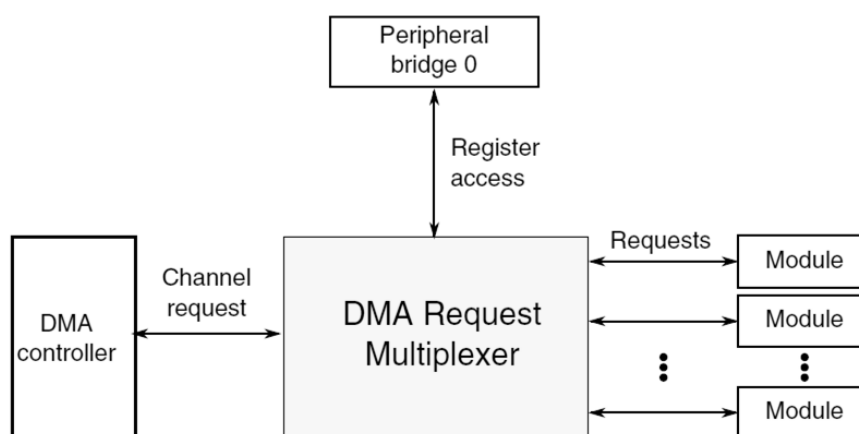 Peripheral
bridge 0
Register
access
Requests
Module
Channel
request
DMA Request
Multiplexer
Module
DMA
controller
Module